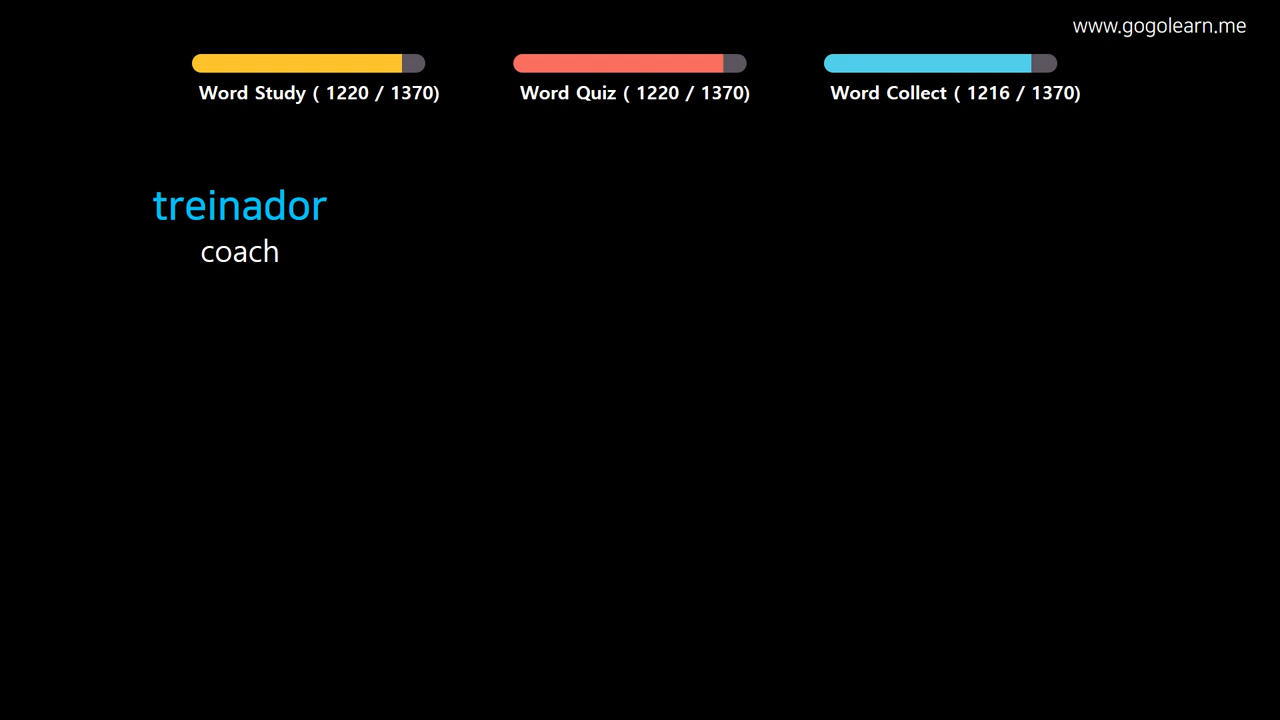 www.gogolearn.me
Word Study ( 1220 / 1370)
Word Quiz ( 1220 / 1370)
Word Collect ( 1216 / 1370)
treinador
coach